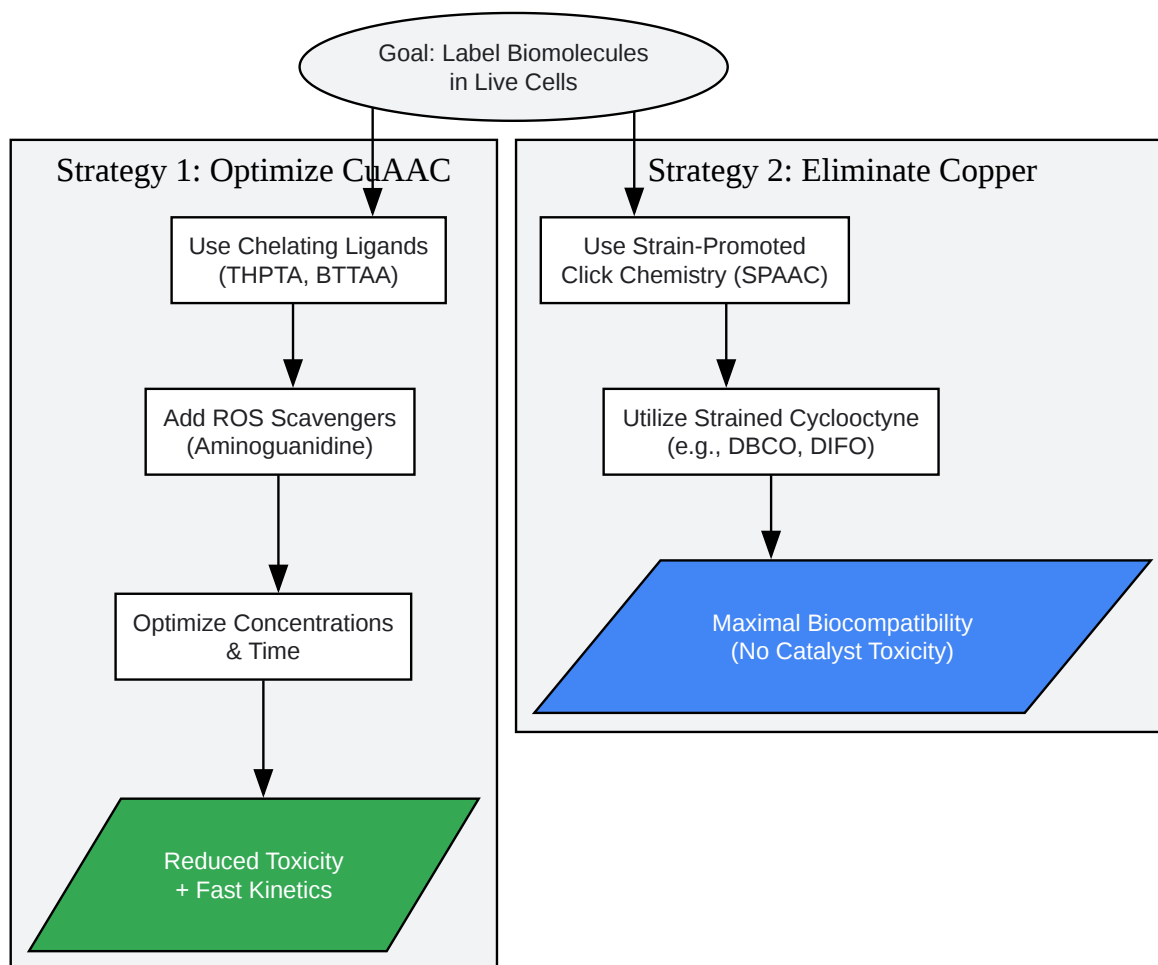 Goal: Label Biomolecules
in Live Cells
Strategy 1: Optimize CuAAC
Use Chelating Ligands
(THPTA, BTTAA)
Add ROS Scavengers
(Aminoguanidine)
Optimize Concentrations
& Time
Reduced Toxicity
+ Fast Kinetics
Strategy 2: Eliminate Copper
Use Strain-Promoted
Click Chemistry (SPAAC)
Utilize Strained Cyclooctyne
(e.g., DBCO, DIFO)
Maximal Biocompatibility
(No Catalyst Toxicity)